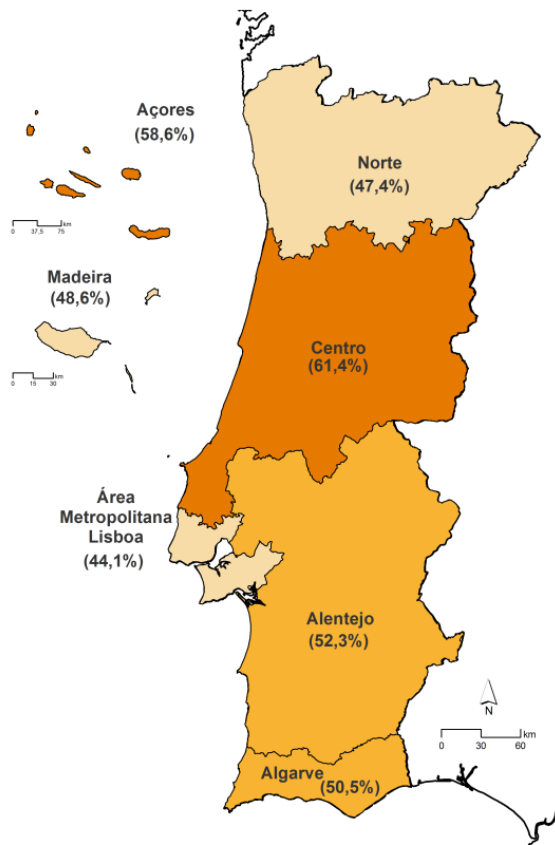 Açores
(58,6%)
Norte
(47,4%)
0 37,5 75
km
Madeira
(48,6%)
Centro
(61,4%)
0 15 30
km
Área
Metropolitana
Lisboa
(44,1%)
Alentejo
(52,3%)
N
km
0 30 60
Algarve (50,5%)